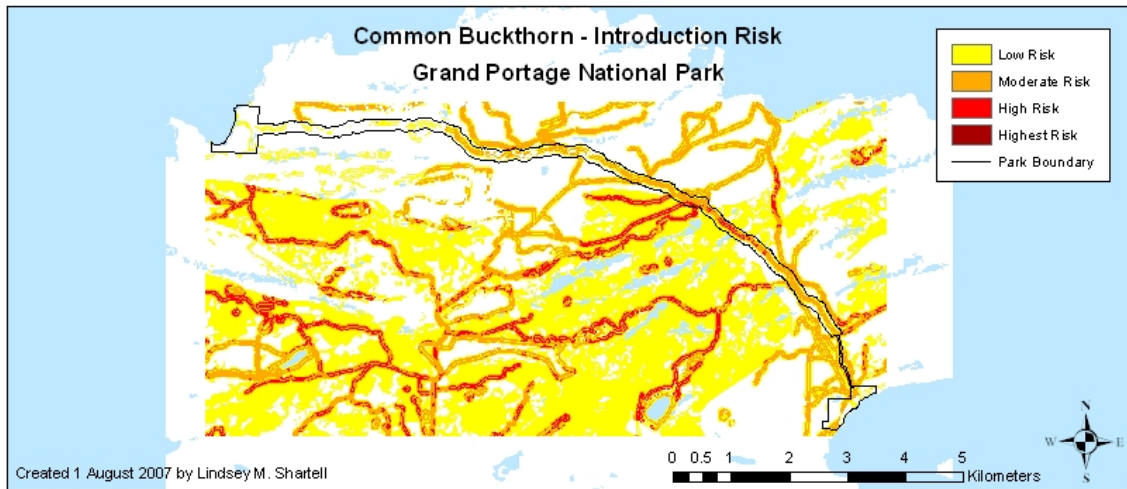 Common Buckthorn - Introduction Risk
Grand Portage National Park
Low Risk
Moderate Risk
High Risk
Highest Risk
Park Boundary
N
W E
S
Created 1 August 2007 by Lindsey M. Shartell
0 0.5 1 2 3 4 5
Kilometers